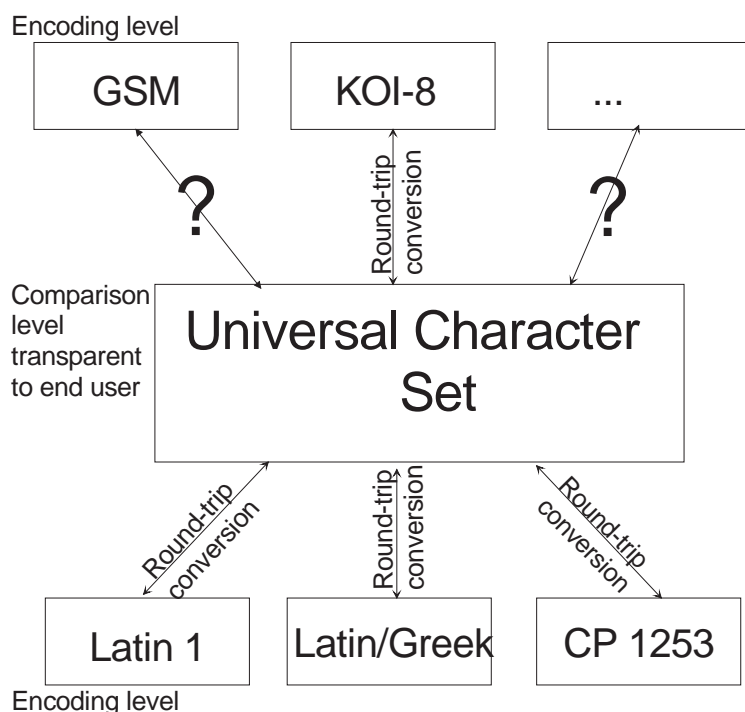 Encoding level
GSM
KOI-8
...
?
Round-trip
conversion
?
Comparison
level
transparent
to end user
Universal Character
Set
Round-trip
conversion
Round-trip
conversion
Round-trip
conversion
Latin 1
Latin/Greek
CP 1253
Encoding level